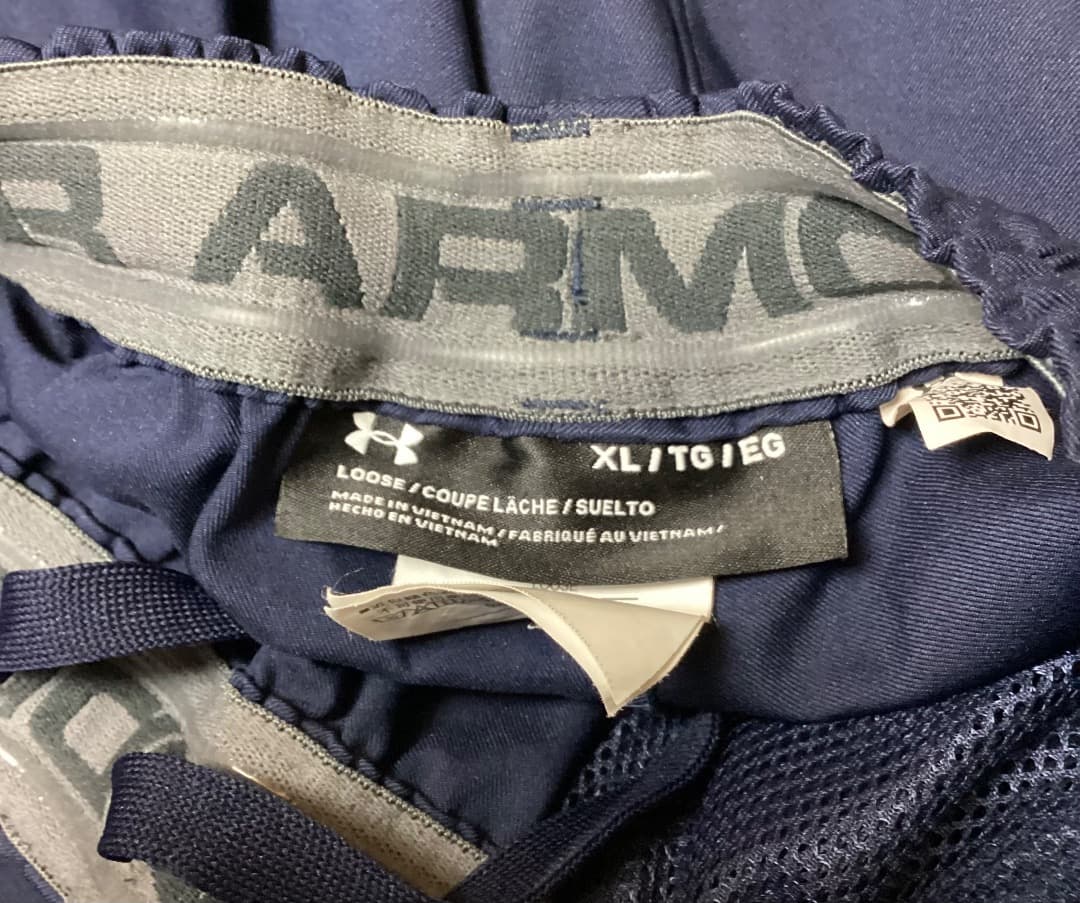 R ARMO
XL / TG / EG
LOOSE / COUPE LÂCHE / SUELTO
MADE IN VIETNAM / FABRIQUÉ AU VIETNAM /
HECHO EN VIETNAM